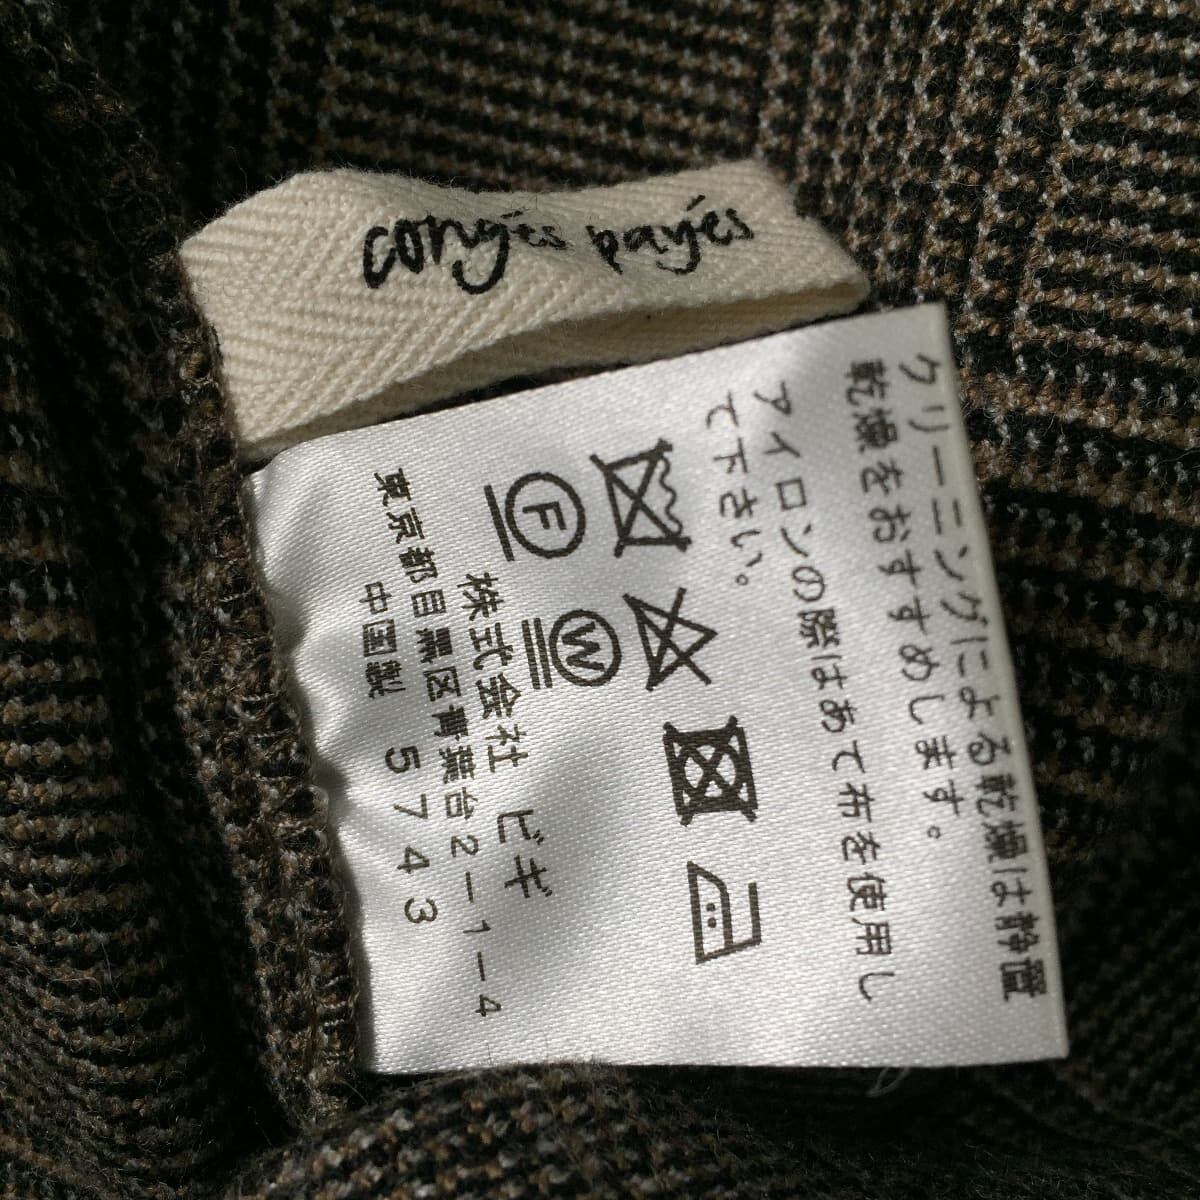 congés payés
クリーニングによる乾燥は静置
乾燥をおすすめします。
アイロンの際はあて布を使用し
て下さい。
F W
株式会社 ビギ
東京都目黒区青葉台2-1-4
中国製 5743